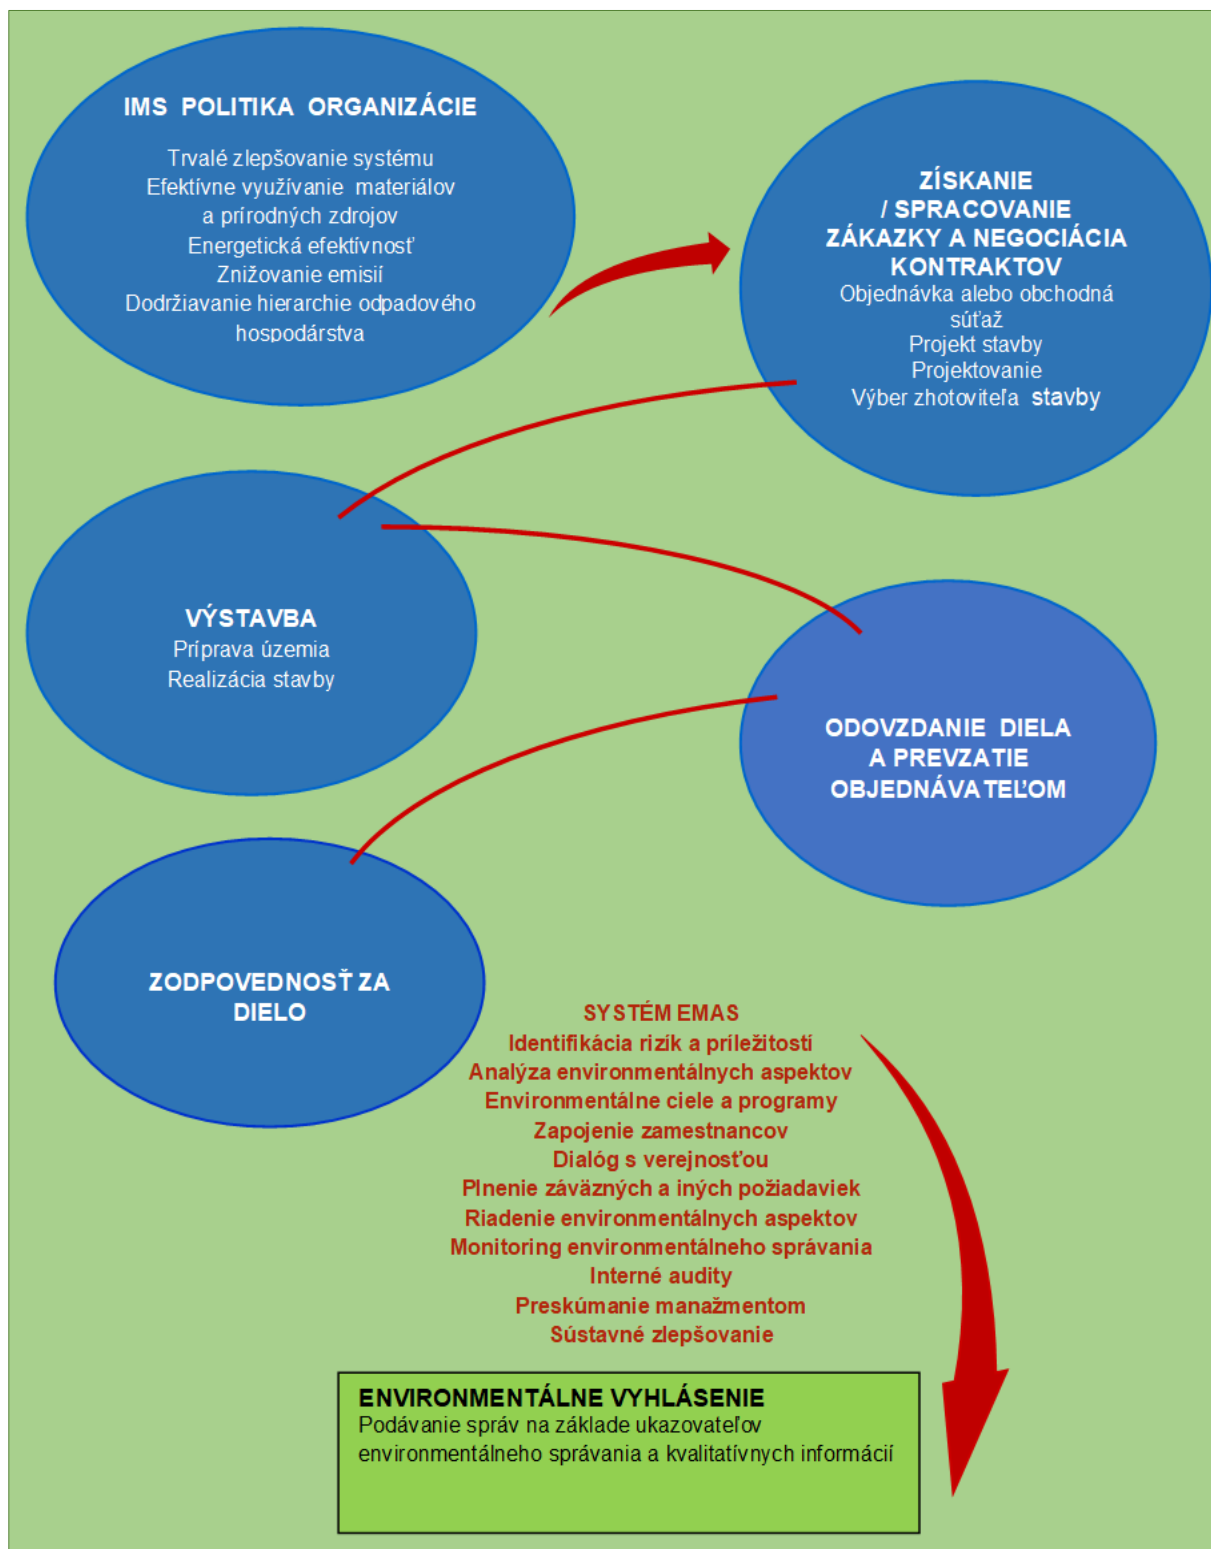 IMS POLITIKA ORGANIZÁCIE
Trvalé zlepšovanie systému
Efektívne využívanie materiálov
a prírodných zdrojov
Energetická efektívnosť
Znižovanie emisií
Dodržiavanie hierarchie odpadového
hospodárstva
ZÍSKANIE
/ SPRACOVANIE
ZÁKAZKY A NEGOCIÁCIA
KONTRAKTOV
Objednávka alebo obchodná
súťaž
Projekt stavby
Projektovanie
Výber zhotoviteľa stavby
VÝSTAVBA
Príprava územia
Realizácia stavby
ODOVZDANIE DIELA
A PREVZATIE
OBJEDNÁVATEĽOM
ZODPOVEDNOSŤ ZA
DIELO
SYSTÉM EMAS
Identifikácia rizík a príležitostí
Analýza environmentálnych aspektov
Environmentálne ciele a programy
Zapojenie zamestnancov
Dialóg s verejnosťou
Plnenie záväzných a iných požiadaviek
Riadenie environmentálnych aspektov
Monitoring environmentálneho správania
Interné audity
Preskúmanie manažmentom
Sústavné zlepšovanie
ENVIRONMENTÁLNE VYHLÁSENIE
Podávanie správ na základe ukazovateľov
environmentálneho správania a kvalitatívnych informácií